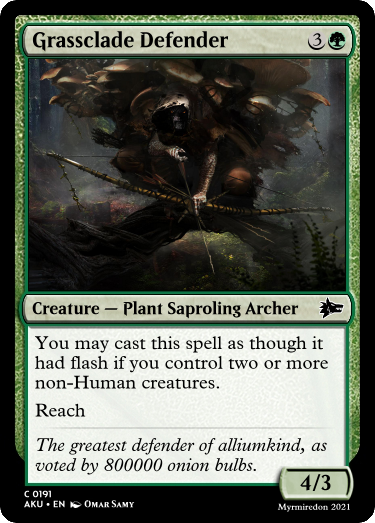 Grassclade Defender 3
Creature — Plant Saproling Archer
You may cast this spell as though it
had flash if you control two or more
non-Human creatures.
Reach
The greatest defender of alliumkind, as
voted by 800000 onion bulbs.
4/3
C 0191
AKU • EN Omar Samy
Myrmiredon 2021